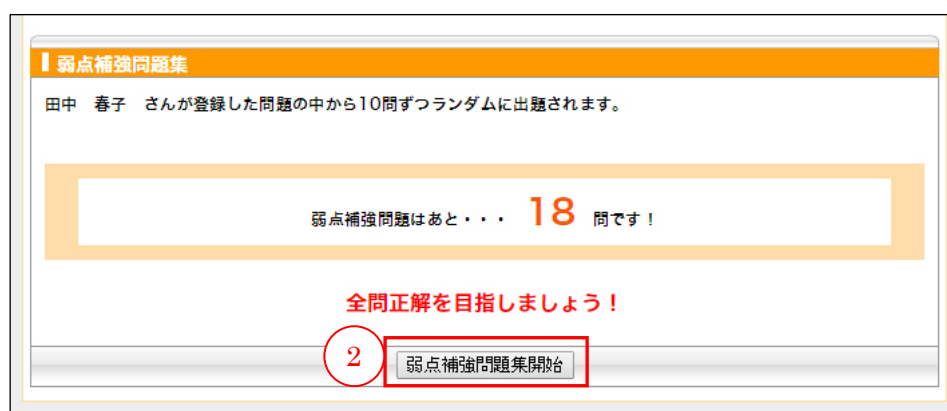 弱点補強問題集
田中　春子　さんが登録した問題の中から10問ずつランダムに出題されます。
弱点補強問題はあと・・・　18　問です！
全問正解を目指しましょう！
2　弱点補強問題集開始